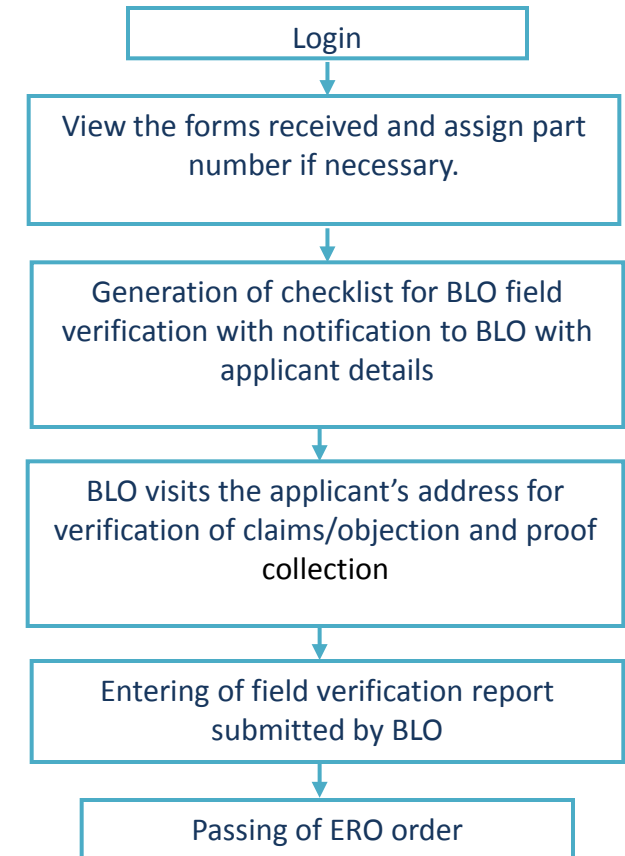 Login
View the forms received and assign part
number if necessary.
Generation of checklist for BLO field
verification with notification to BLO with
applicant details
BLO visits the applicant’s address for
verification of claims/objection and proof
collection
Entering of field verification report
submitted by BLO
Passing of ERO order